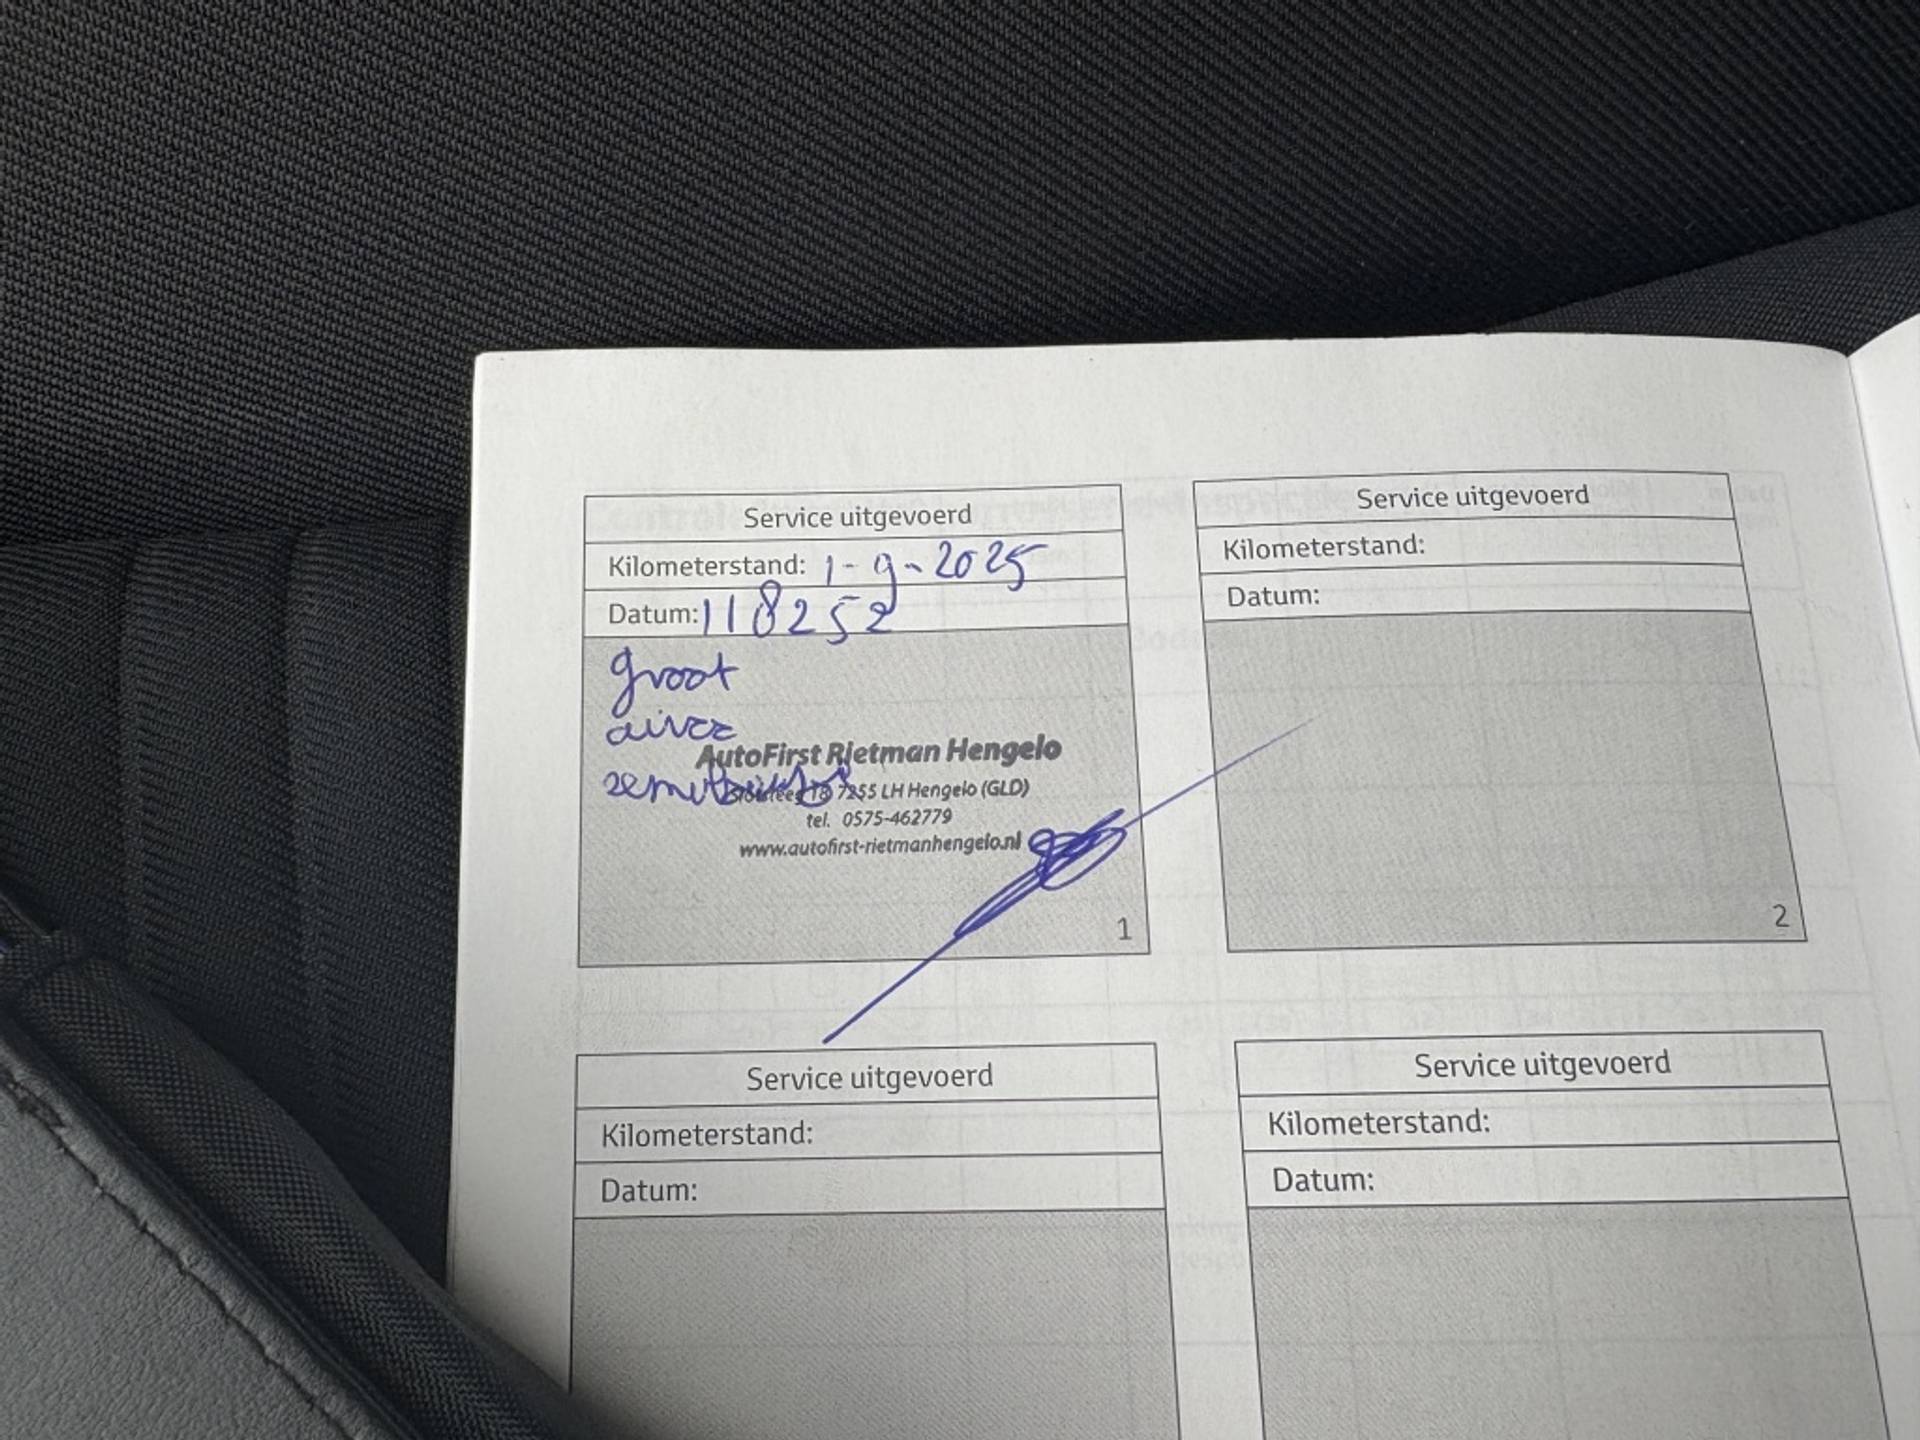 Service uitgevoerd
Kilometerstand: 1-9-2025
Datum: 118252
groot
airco
AutoFirst Rietman Hengelo
7255 LH Hengelo (GLD)
tel. 0575-462779
www.autofirst-rietmanhengelo.nl
1
Service uitgevoerd
Kilometerstand:
Datum:
2
Service uitgevoerd
Kilometerstand:
Datum:
Service uitgevoerd
Kilometerstand:
Datum: